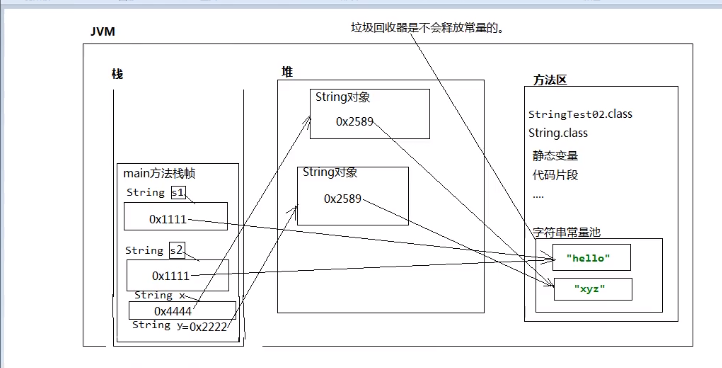 垃圾回收器是不会释放常量的。
JVM
栈
堆
方法区
String对象
0x2589
StringTest02.class
String.class
静态变量
代码片段
....
main方法栈帧
String s1
0x1111
String对象
0x2589
字符串常量池
"hello"
"xyz"
String s2
0x1111
String x
0x4444
String y=0x2222